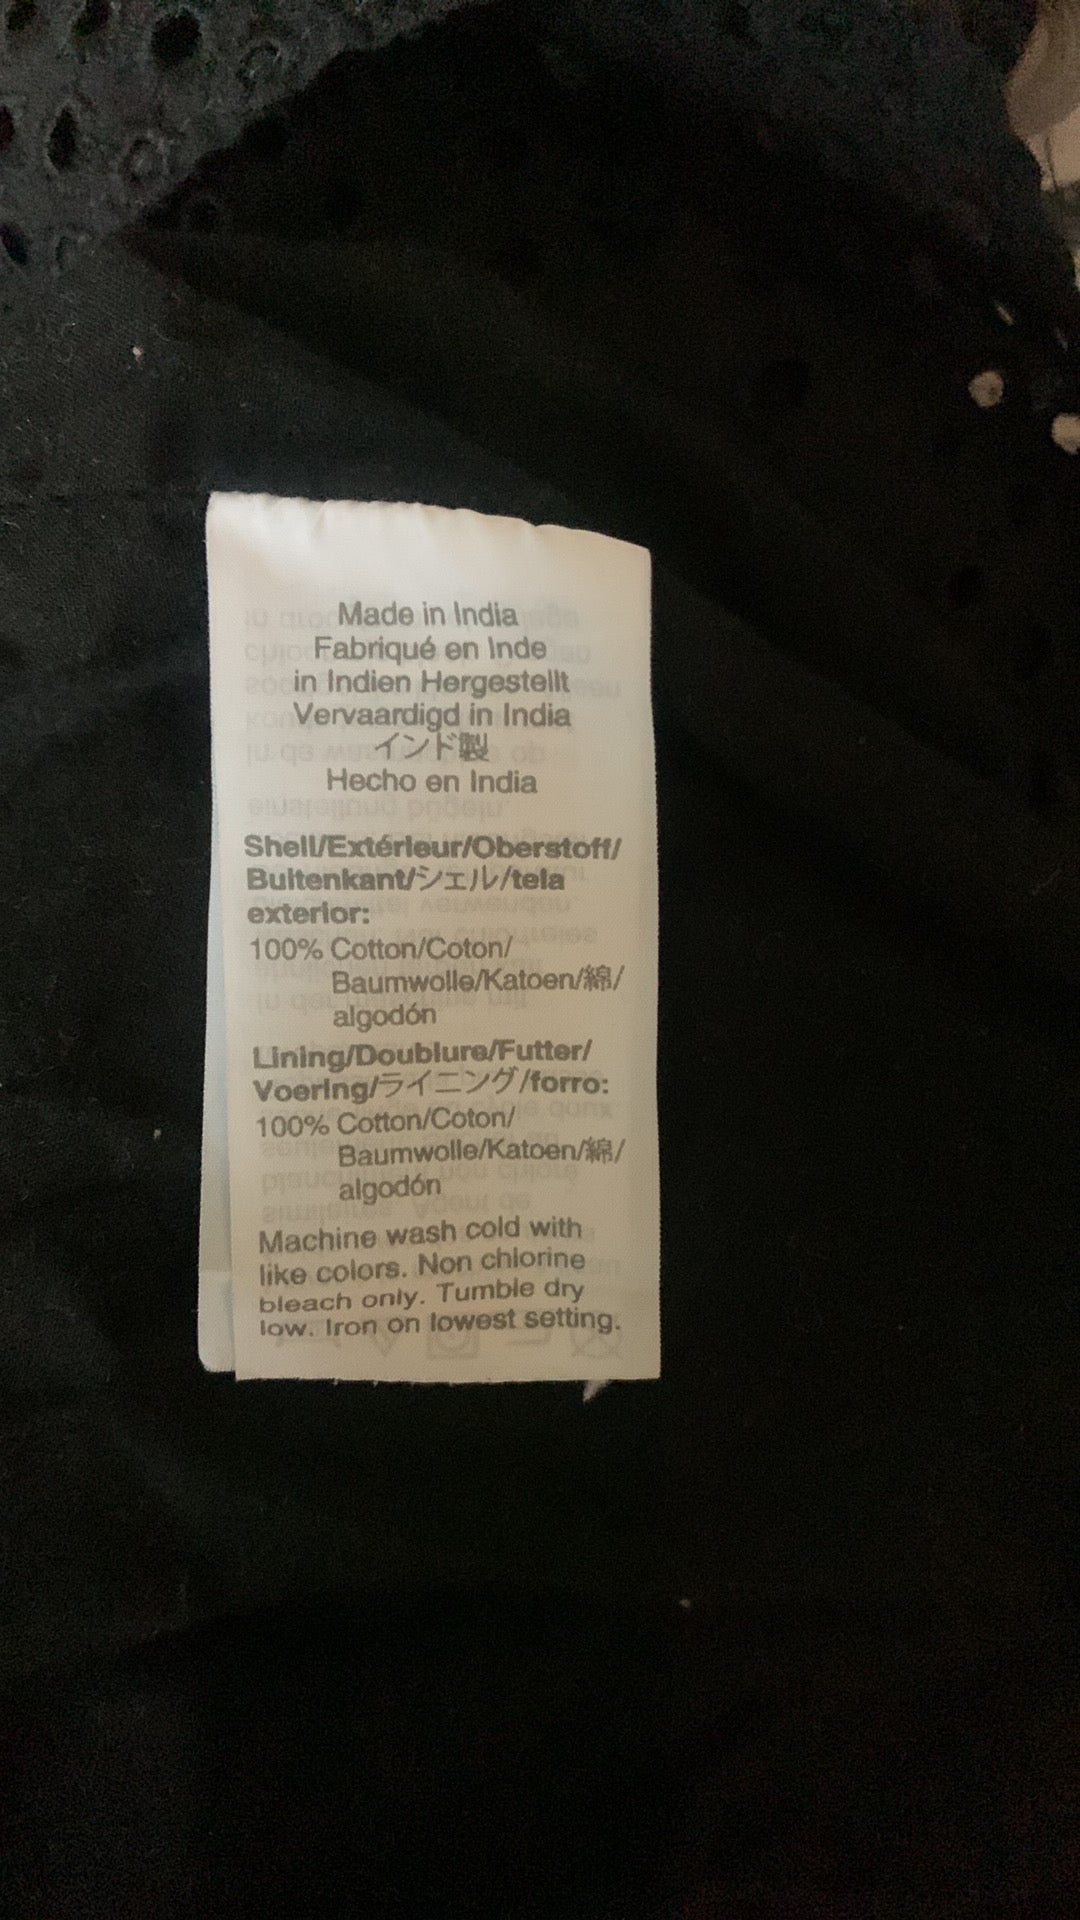 Made in India
Fabriqué en Inde
in Indien Hergestellt
Vervaardigd in India
インド製
Hecho en India
Shell/Extérieur/Oberstoff/
Buitenkant/シェル/tela
exterior:
100% Cotton/Coton/
Baumwolle/Katoen/綿/
algodón
Lining/Doublure/Futter/
Voering/ライニング/forro:
100% Cotton/Coton/
Baumwolle/Katoen/綿/
algodón
Machine wash cold with
like colors. Non chlorine
bleach only. Tumble dry
low. Iron on lowest setting.